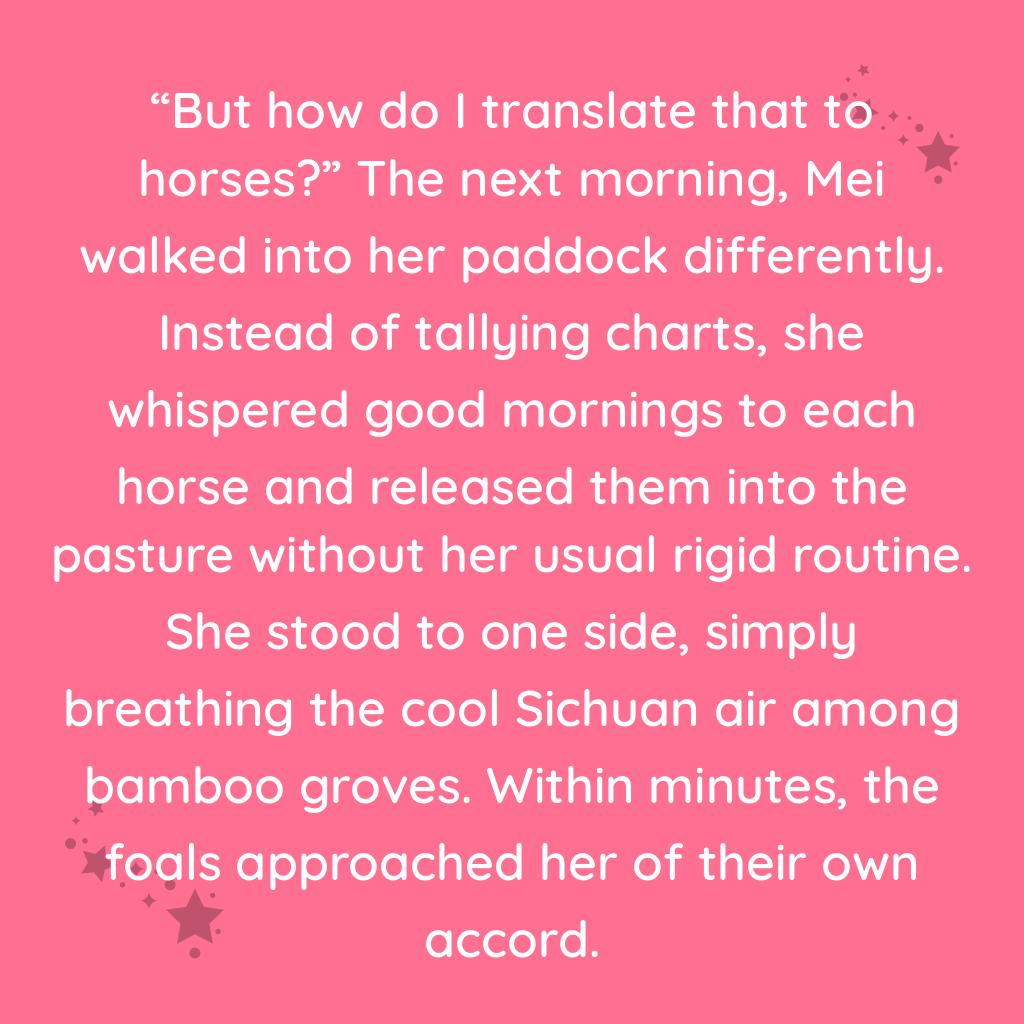 “But how do I translate that to
horses?” The next morning, Mei
walked into her paddock differently.
Instead of tallying charts, she
whispered good mornings to each
horse and released them into the
pasture without her usual rigid routine.
She stood to one side, simply
breathing the cool Sichuan air among
bamboo groves. Within minutes, the
foals approached her of their own
accord.